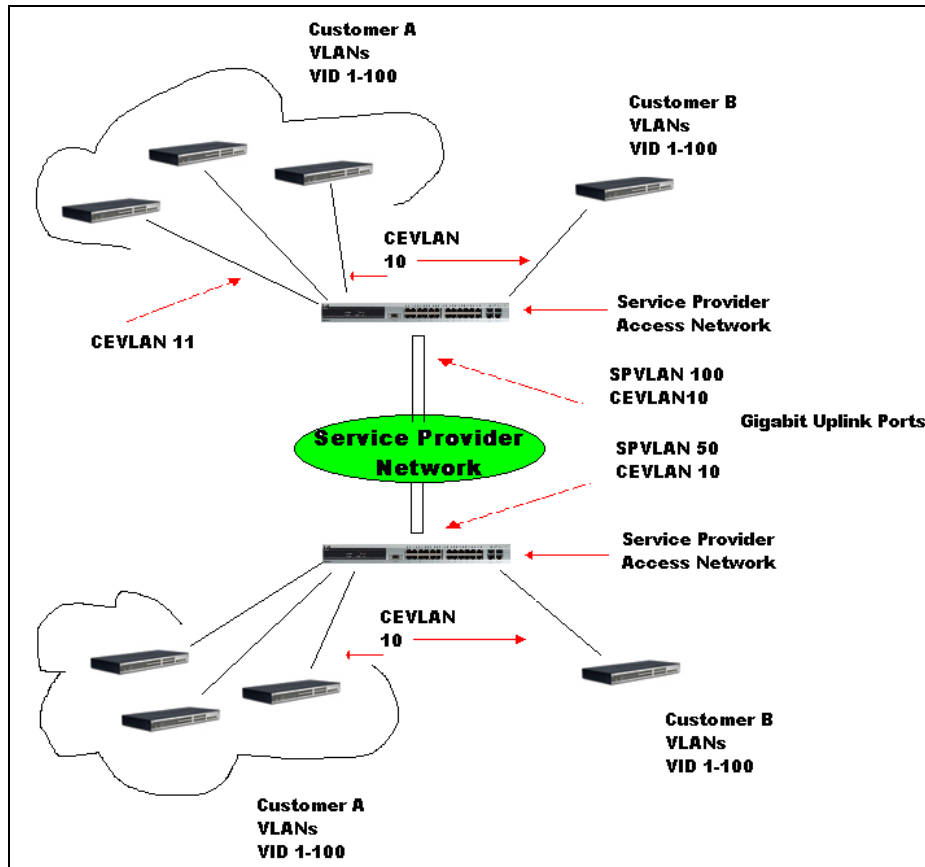 Customer A
VLANs
VID 1-100
Customer B
VLANs
VID 1-100
CEVLAN
10
CEVLAN 11
Service Provider
Access Network
SPVLAN 100
CEVLAN10
Gigabit Uplink Ports
Service Provider
Network
SPVLAN 50
CEVLAN 10
Service Provider
Access Network
CEVLAN
10
Customer B
VLANs
VID 1-100
Customer A
VLANs
VID 1-100